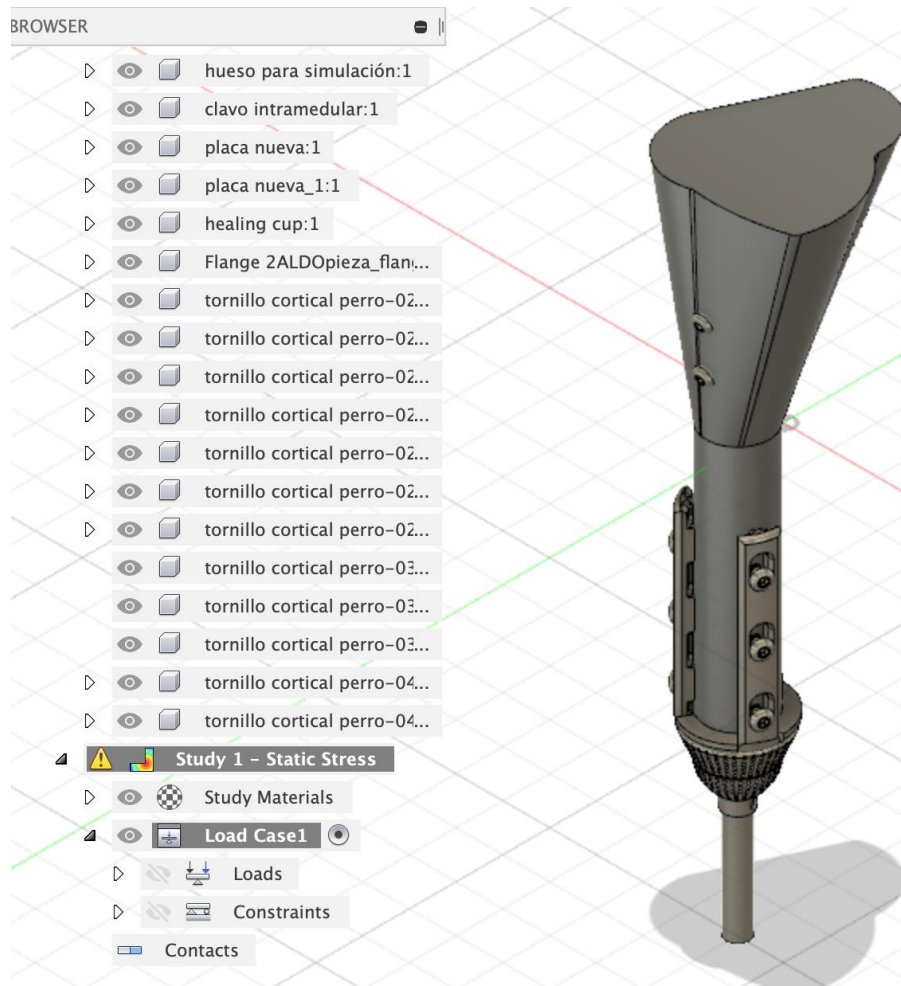 BROWSER
hueso para simulación:1
clavo intramedular:1
placa nueva:1
placa nueva_1:1
healing cup:1
Flange 2ALDOpieza_flan...
tornillo cortical perro-02...
tornillo cortical perro-02...
tornillo cortical perro-02...
tornillo cortical perro-02...
tornillo cortical perro-02...
tornillo cortical perro-02...
tornillo cortical perro-02...
tornillo cortical perro-03...
tornillo cortical perro-03...
tornillo cortical perro-03...
tornillo cortical perro-04...
tornillo cortical perro-04...
Study 1 - Static Stress
Study Materials
Load Case1
Loads
Constraints
Contacts